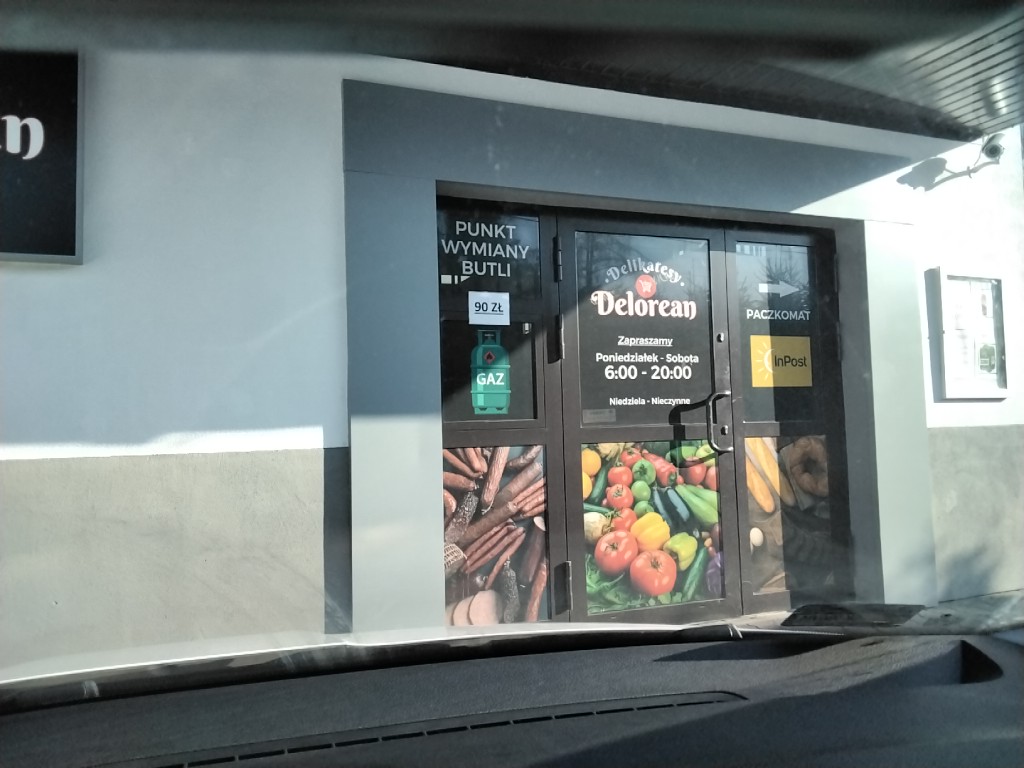 PUNKT
WYMIANY
BUTLI
90 ZŁ
GAZ
Delikatesy
Delorean
Zapraszamy
Poniedziałek - Sobota
6:00 - 20:00
Niedziela - Nieczynne
PACZKOMAT
InPost